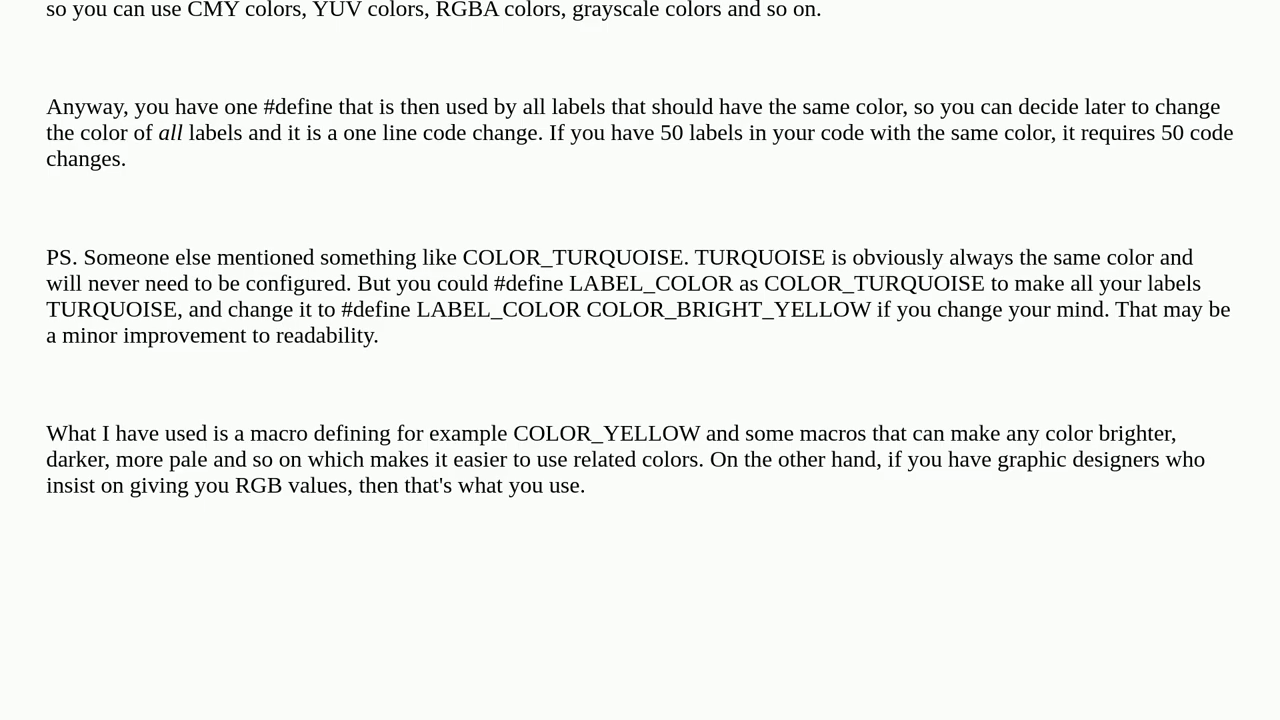 so you can use CMY colors, YUV colors, RGBA colors, grayscale colors and so on.
Anyway, you have one #define that is then used by all labels that should have the same color, so you can decide later to change
the color of all labels and it is a one line code change. If you have 50 labels in your code with the same color, it requires 50 code
changes.
PS. Someone else mentioned something like COLOR_TURQUOISE. TURQUOISE is obviously always the same color and
will never need to be configured. But you could #define LABEL_COLOR as COLOR_TURQUOISE to make all your labels
TURQUOISE, and change it to #define LABEL_COLOR COLOR_BRIGHT_YELLOW if you change your mind. That may be
a minor improvement to readability.
What I have used is a macro defining for example COLOR_YELLOW and some macros that can make any color brighter,
darker, more pale and so on which makes it easier to use related colors. On the other hand, if you have graphic designers who
insist on giving you RGB values, then that's what you use.